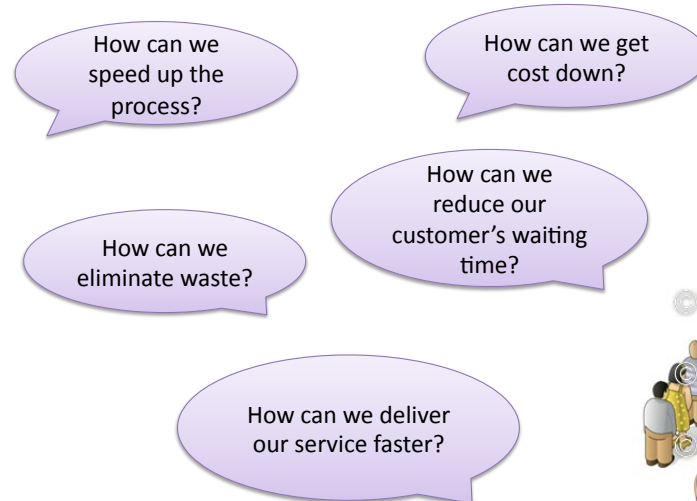 How can we
speed up the
process?
How can we get
cost down?
How can we
reduce our
customer’s waiting
time?
How can we
eliminate waste?
How can we deliver
our service faster?